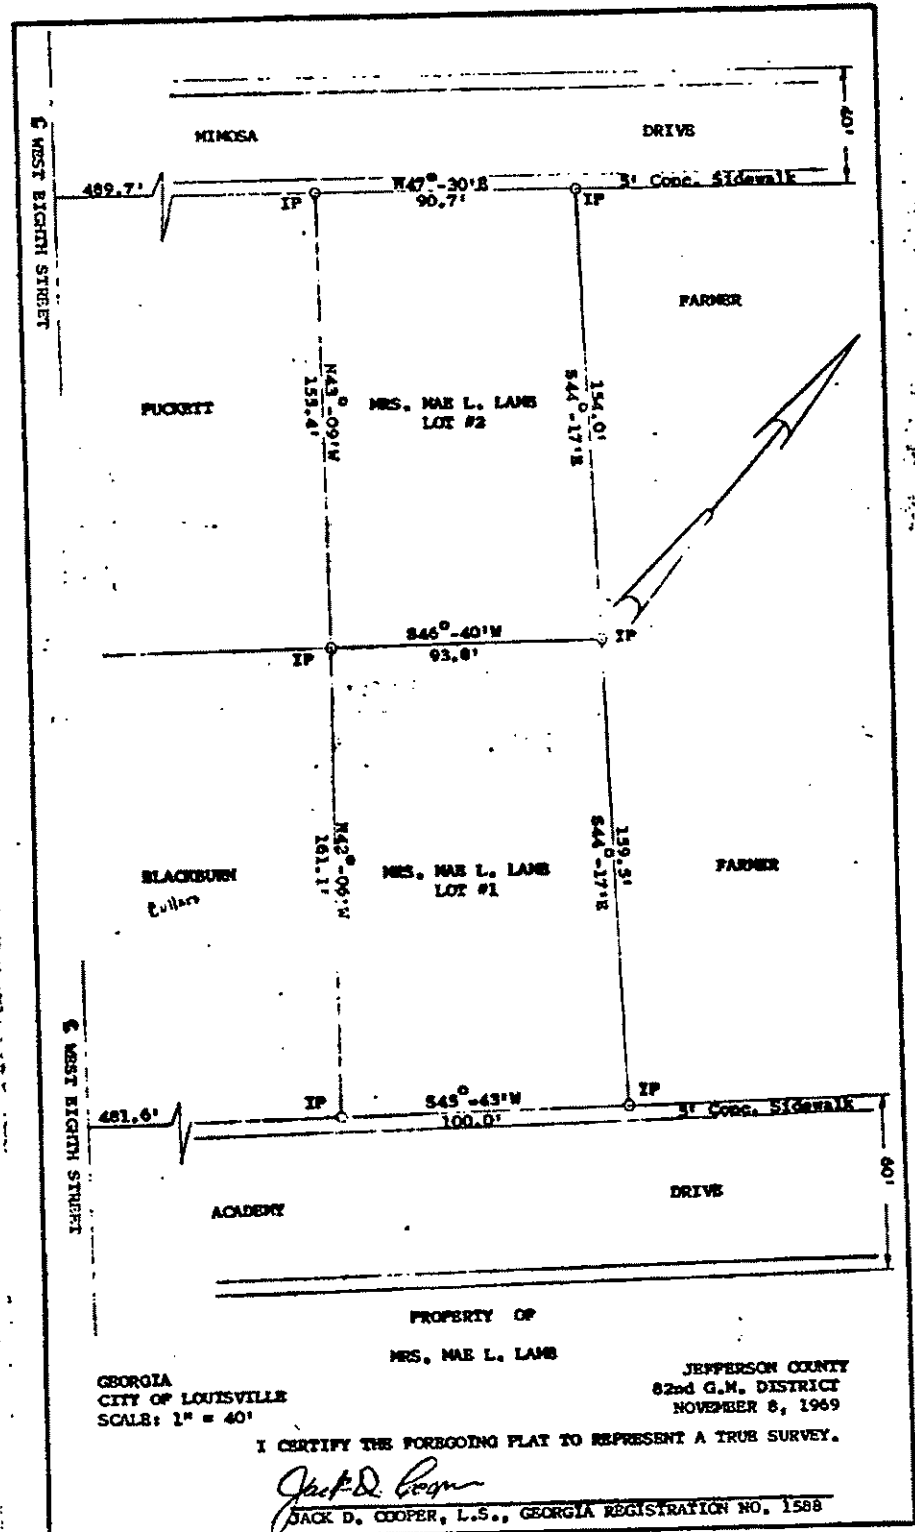 MIMOSA DRIVE
40'
℄ WEST EIGHTH STREET
489.7'
IP
N47°-30'E
90.7'
IP
5' Conc. Sidewalk
FARMER
PUCKETT
N43°-09'W
155.4'
MRS. MAE L. LAMB
LOT #2
154.0'
S44°-17'E
S46°-40'W
93.8'
IP
IP
BLACKBURN
N42°-06'W
161.1'
MRS. MAE L. LAMB
LOT #1
159.5'
S44°-17'E
FARMER
℄ WEST EIGHTH STREET
481.6'
IP
S45°-43'W
100.0'
IP
5' Conc. Sidewalk
60'
ACADEMY DRIVE
PROPERTY OF
MRS. MAE L. LAMB
GEORGIA
CITY OF LOUISVILLE
SCALE: 1" = 40'
JEFFERSON COUNTY
82nd G.M. DISTRICT
NOVEMBER 8, 1969
I CERTIFY THE FOREGOING PLAT TO REPRESENT A TRUE SURVEY.
Jack D. Cooper
JACK D. COOPER, L.S., GEORGIA REGISTRATION NO. 1588